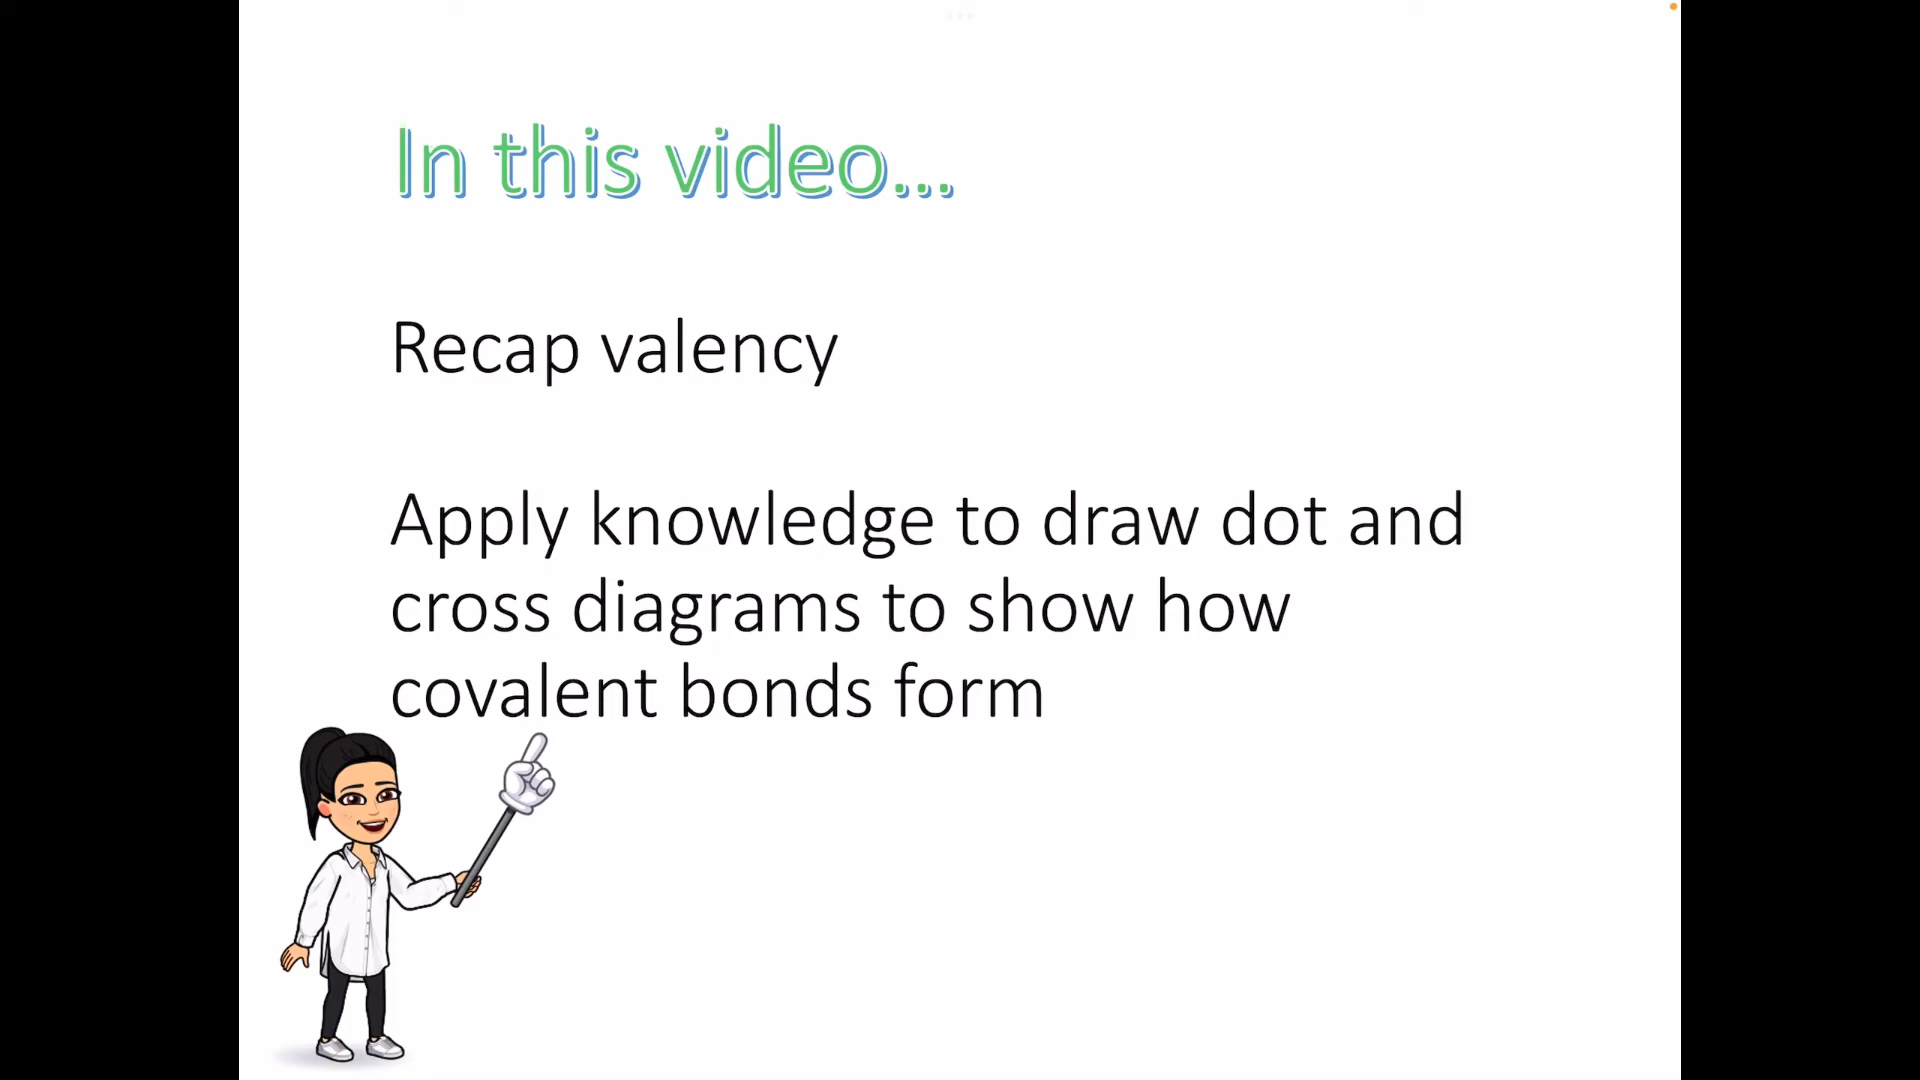 In this video...
Recap valency
Apply knowledge to draw dot and
cross diagrams to show how
covalent bonds form